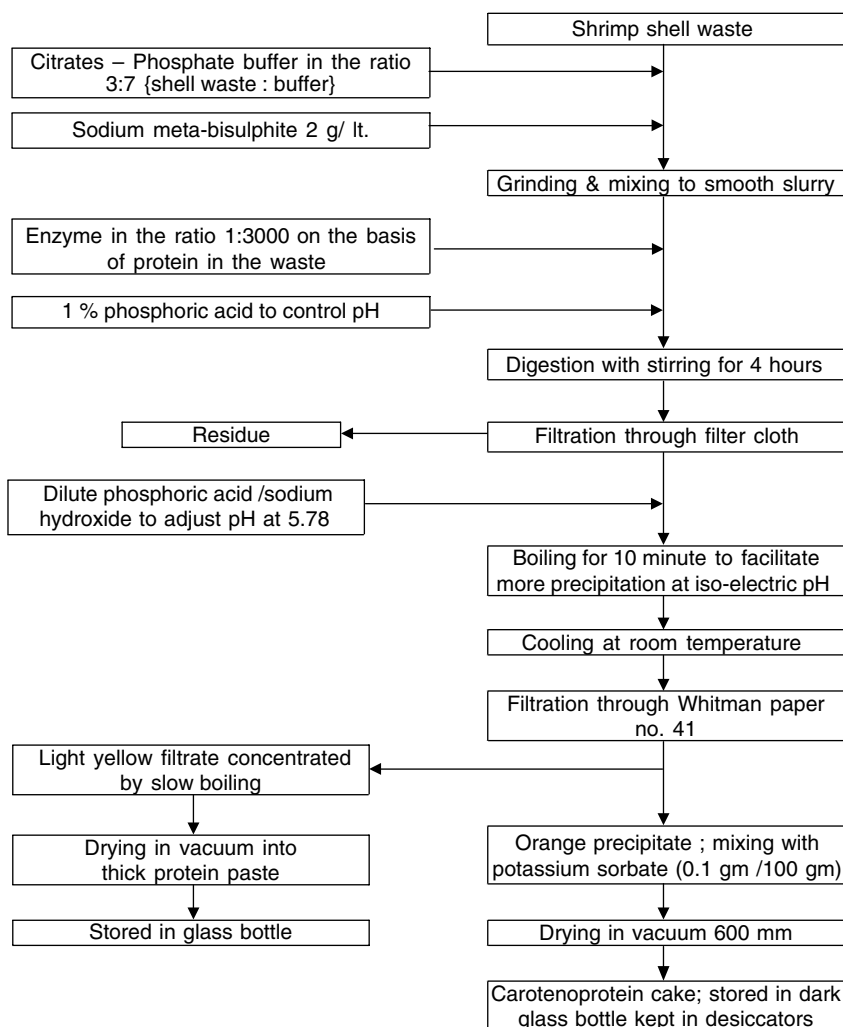 Shrimp shell waste
Citrates – Phosphate buffer in the ratio
3:7 {shell waste : buffer}
Sodium meta-bisulphite 2 g/ lt.
Grinding & mixing to smooth slurry
Enzyme in the ratio 1:3000 on the basis
of protein in the waste
1 % phosphoric acid to control pH
Digestion with stirring for 4 hours
Filtration through filter cloth
Residue
Dilute phosphoric acid /sodium
hydroxide to adjust pH at 5.78
Boiling for 10 minute to facilitate
more precipitation at iso-electric pH
Cooling at room temperature
Filtration through Whitman paper
no. 41
Light yellow filtrate concentrated
by slow boiling
Drying in vacuum into
thick protein paste
Stored in glass bottle
Orange precipitate ; mixing with
potassium sorbate (0.1 gm /100 gm)
Drying in vacuum 600 mm
Carotenoprotein cake; stored in dark
glass bottle kept in desiccators